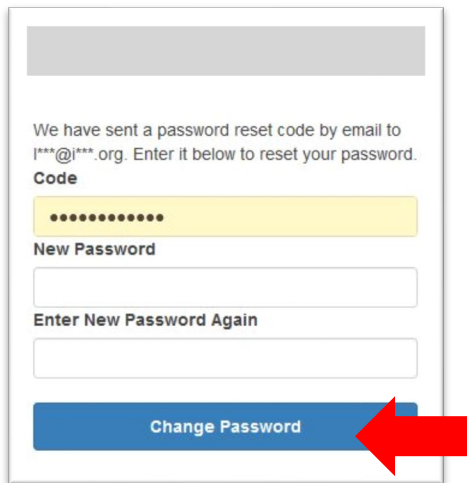 We have sent a password reset code by email to
l***@i***.org. Enter it below to reset your password.
Code
••••••••••••
New Password
Enter New Password Again
Change Password